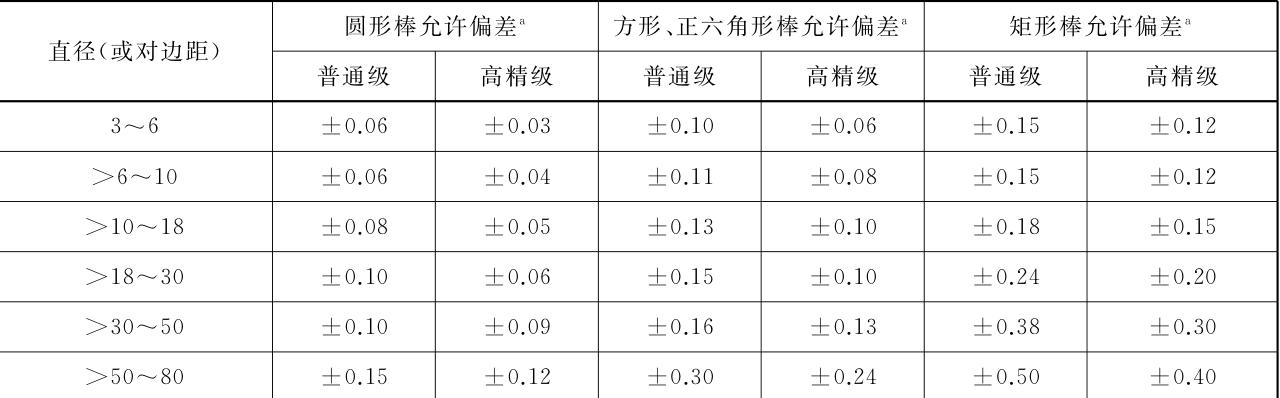 直径(或对边距) 圆形棒允许偏差ᵃ 方形、正六角形棒允许偏差ᵃ 矩形棒允许偏差ᵃ
普通级 高精级 普通级 高精级 普通级 高精级
3～6 ±0.06 ±0.03 ±0.10 ±0.06 ±0.15 ±0.12
>6～10 ±0.06 ±0.04 ±0.11 ±0.08 ±0.15 ±0.12
>10～18 ±0.08 ±0.05 ±0.13 ±0.10 ±0.18 ±0.15
>18～30 ±0.10 ±0.06 ±0.15 ±0.10 ±0.24 ±0.20
>30～50 ±0.10 ±0.09 ±0.16 ±0.13 ±0.38 ±0.30
>50～80 ±0.15 ±0.12 ±0.30 ±0.24 ±0.50 ±0.40